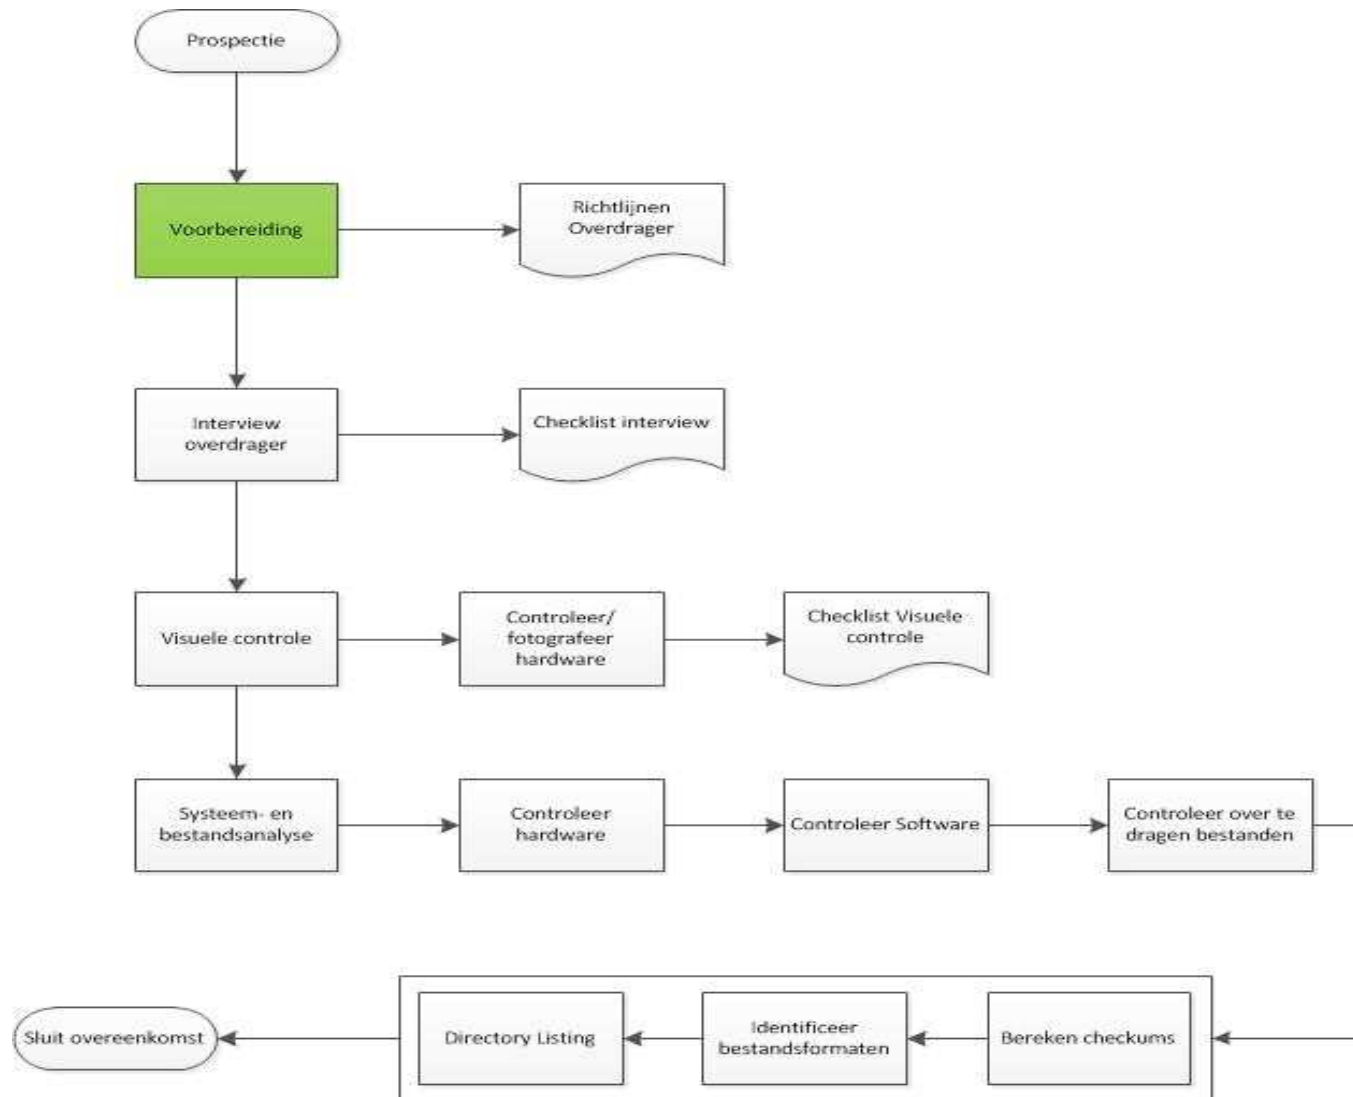 Prospectie
Voorbereiding
Richtlijnen
Overdrager
Interview
overdrager
Checklist interview
Visuele controle
Controleer/
fotografeer
hardware
Checklist Visuele
controle
Systeem- en
bestandsanalyse
Controleer
hardware
Controleer Software
Controleer over te
dragen bestanden
Sluit overeenkomst
Directory Listing
Identificeer
bestandsformaten
Bereken checkums